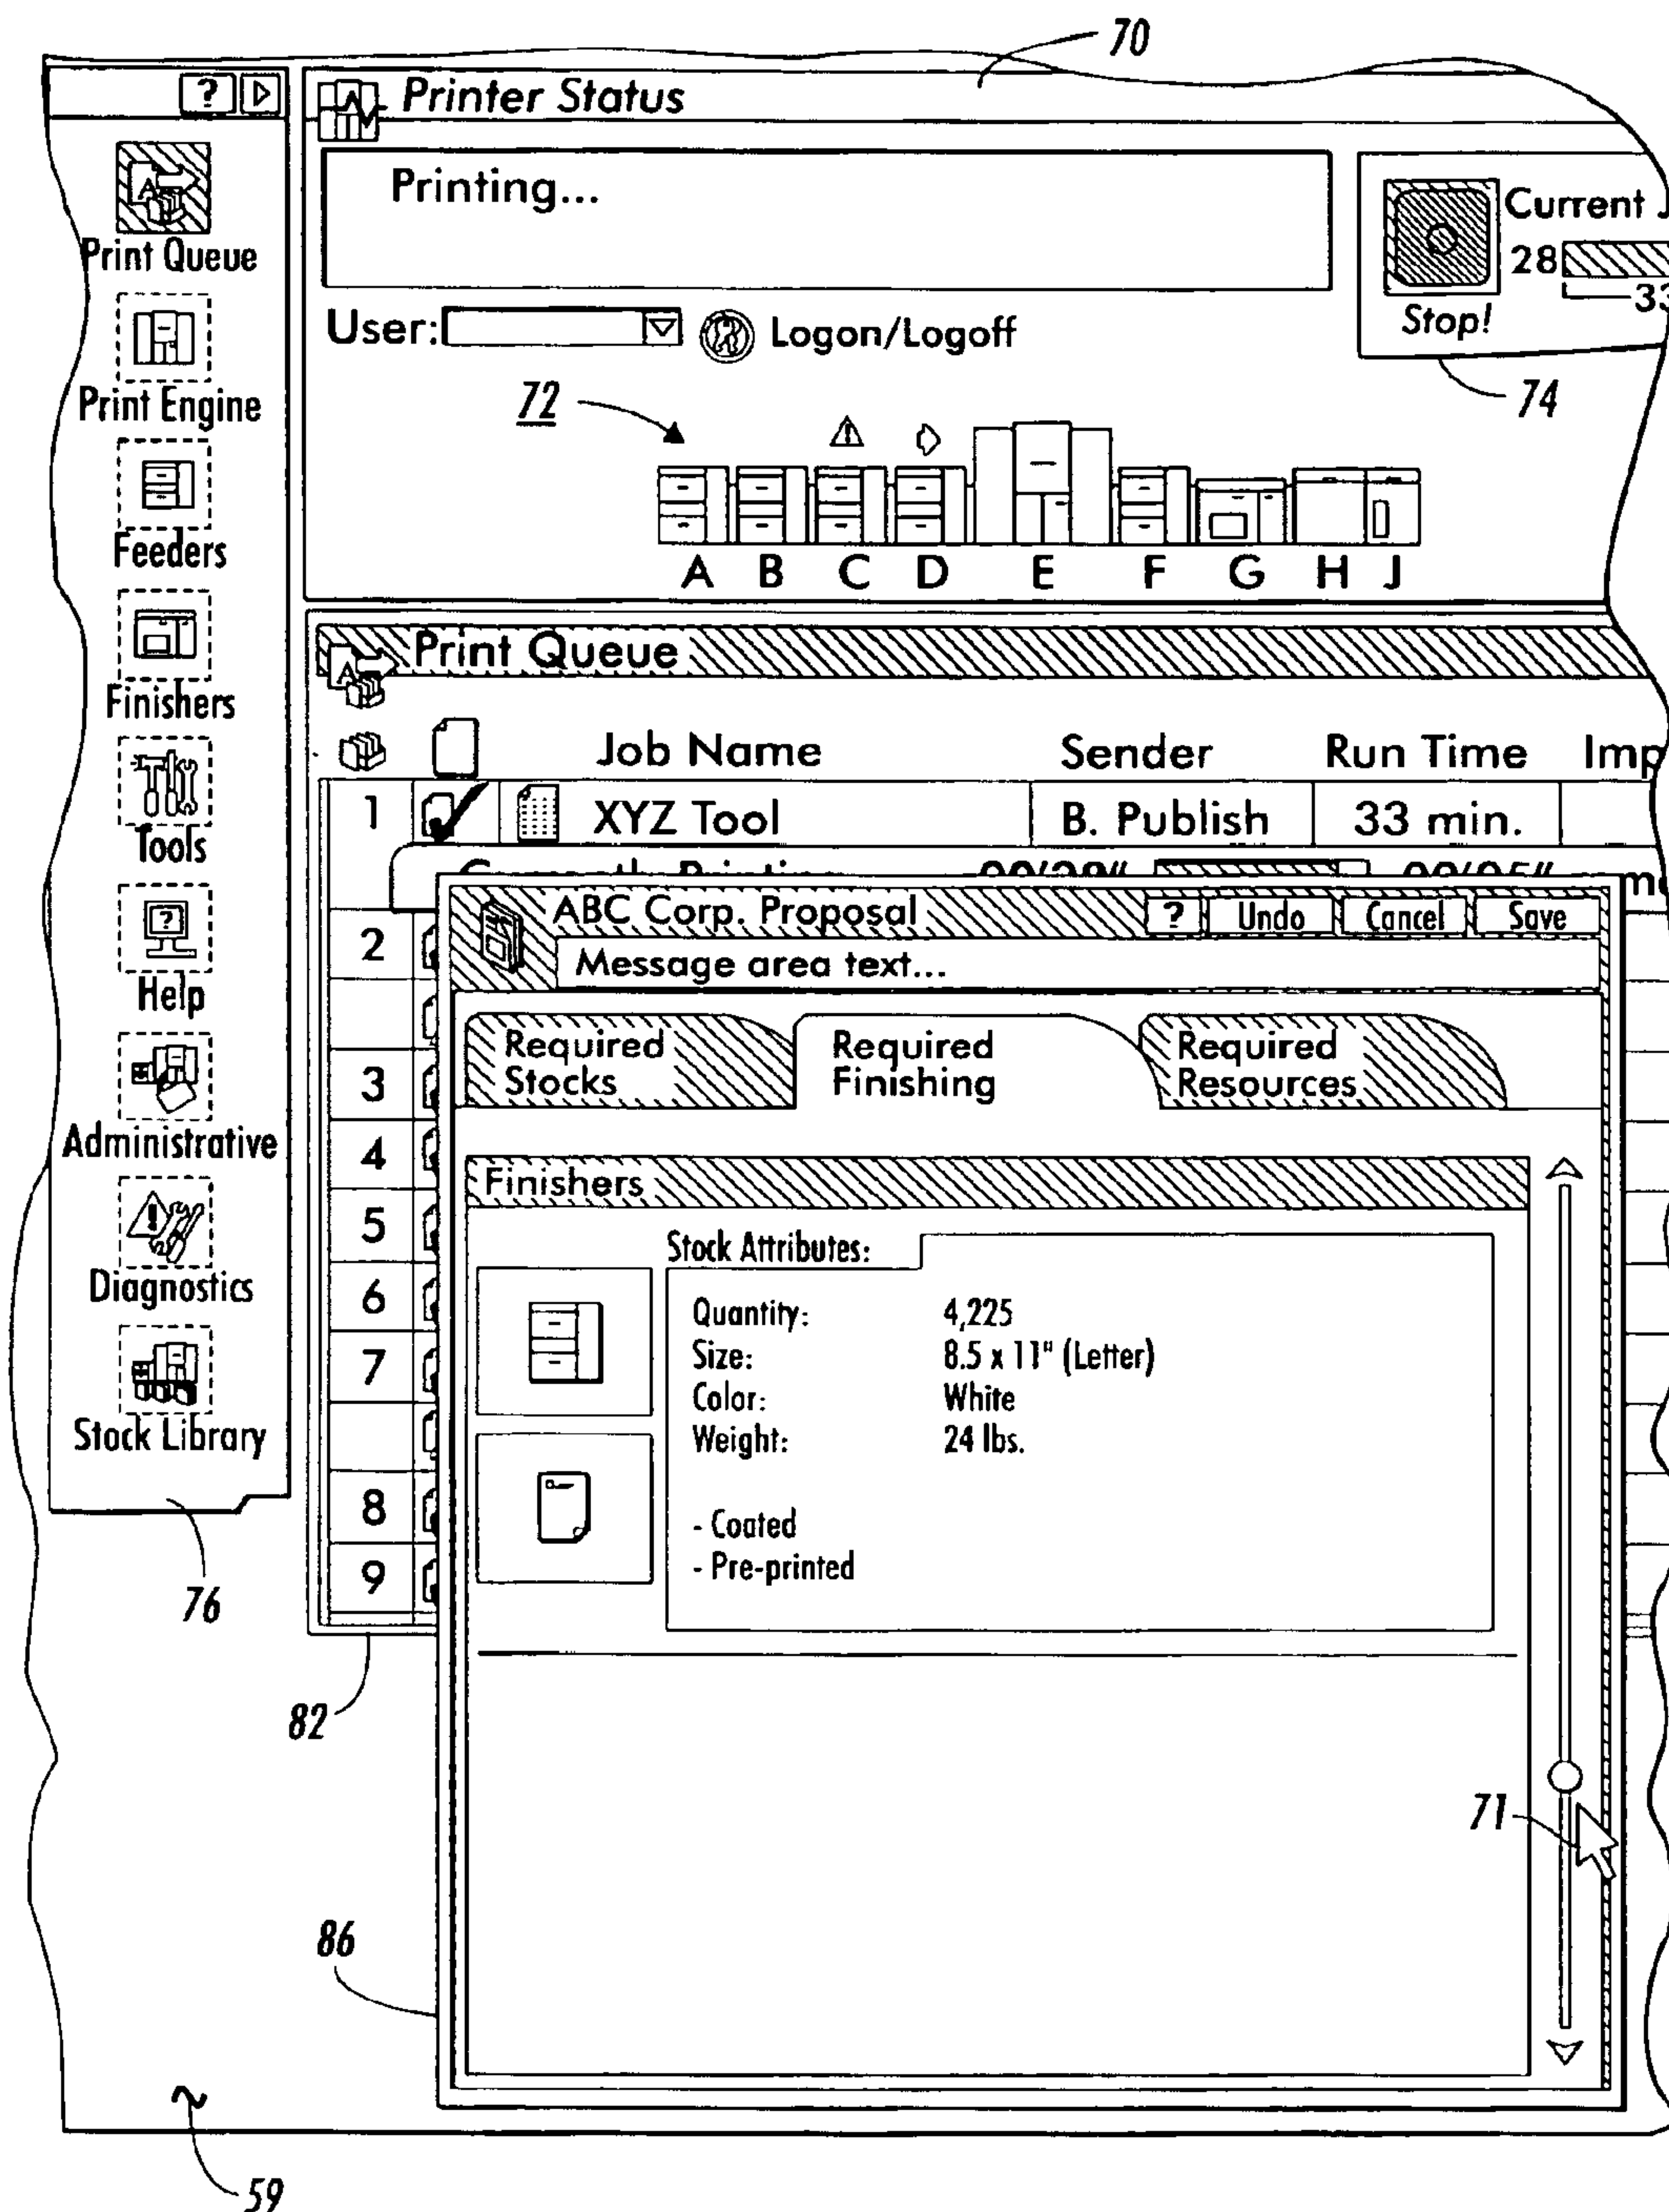 70
? Printer Status
Printing...
Current
28
33
Stop!
User: Logon/Logoff
72
74
A B C D E F G H J
Print Queue
Print Engine
Feeders
Finishers
Tools
Help
Administrative
Diagnostics
Stock Library
76
Print Queue
Job Name Sender Run Time Imp
1 XYZ Tool B. Publish 33 min.
Currently Printing
2
3
4
5
6
7
8
9
ABC Corp. Proposal ? Undo Cancel Save
Message area text...
Required Stocks
Required Finishing
Required Resources
Finishers
Stock Attributes:
Quantity: 4,225
Size: 8.5 x 11" (Letter)
Color: White
Weight: 24 lbs.
- Coated
- Pre-printed
82
71
86
59